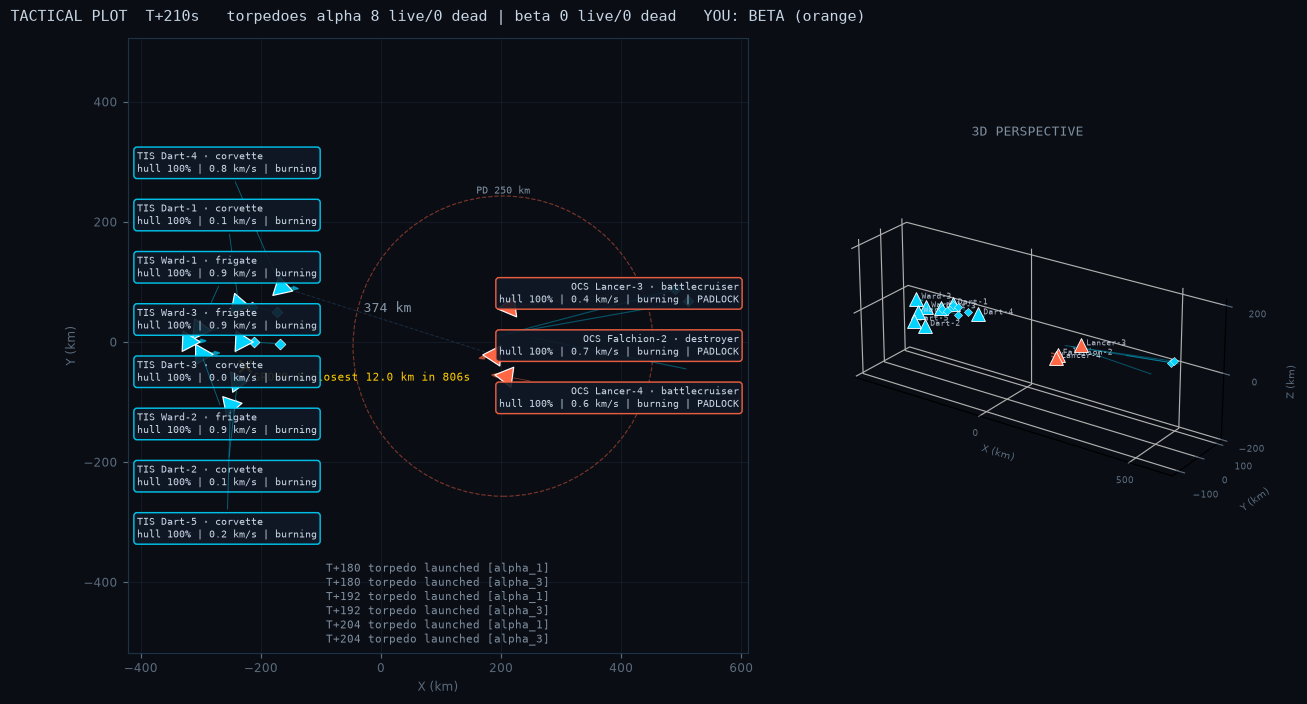 TACTICAL PLOT  T+210s   torpedoes alpha 8 live/0 dead | beta 0 live/0 dead   YOU: BETA (orange)
3D PERSPECTIVE
PD 250 km
TIS Dart-4 · corvette
hull 100% | 0.8 km/s | burning
TIS Dart-1 · corvette
hull 100% | 0.1 km/s | burning
TIS Ward-1 · frigate
hull 100% | 0.9 km/s | burning
TIS Ward-3 · frigate
hull 100% | 0.9 km/s | burning
TIS Dart-3 · corvette
hull 100% | 0.0 km/s | burning
TIS Ward-2 · frigate
hull 100% | 0.9 km/s | burning
TIS Dart-2 · corvette
hull 100% | 0.1 km/s | burning
TIS Dart-5 · corvette
hull 100% | 0.2 km/s | burning
374 km
osest 12.0 km in 806s
OCS Lancer-3 · battlecruiser
hull 100% | 0.4 km/s | burning | PADLOCK
OCS Falchion-2 · destroyer
hull 100% | 0.7 km/s | burning | PADLOCK
OCS Lancer-4 · battlecruiser
hull 100% | 0.6 km/s | burning | PADLOCK
T+180 torpedo launched [alpha_1]
T+180 torpedo launched [alpha_3]
T+192 torpedo launched [alpha_1]
T+192 torpedo launched [alpha_3]
T+204 torpedo launched [alpha_1]
T+204 torpedo launched [alpha_3]
400
200
0
−200
−400
Y (km)
−400
−200
0
200
400
600
X (km)
Ward-3
Dart-1
Dart-4
Dart-2
Lancer-3
Lancer-4
0
500
X (km)
−100
0
100
Y (km)
−200
0
200
Z (km)